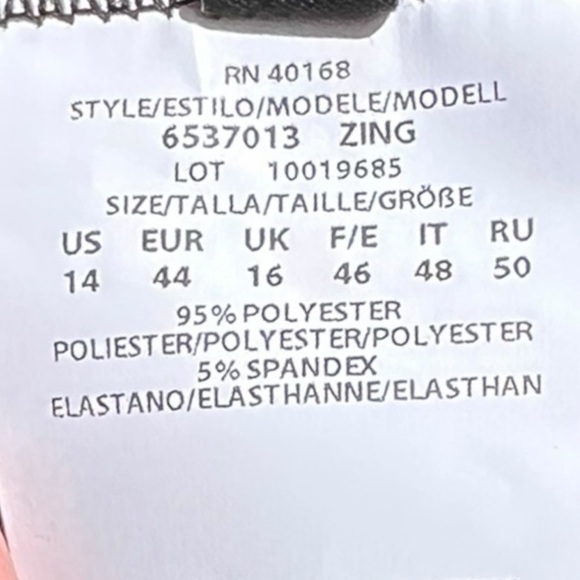 RN 40168
STYLE/ESTILO/MODELE/MODELL
6537013 ZING
LOT 10019685
SIZE/TALLA/TAILLE/GRÖßE
US EUR UK F/E IT RU
14 44 16 46 48 50
95% POLYESTER
POLIESTER/POLYESTER/POLYESTER
5% SPANDEX
ELASTANO/ELASTHANNE/ELASTHAN